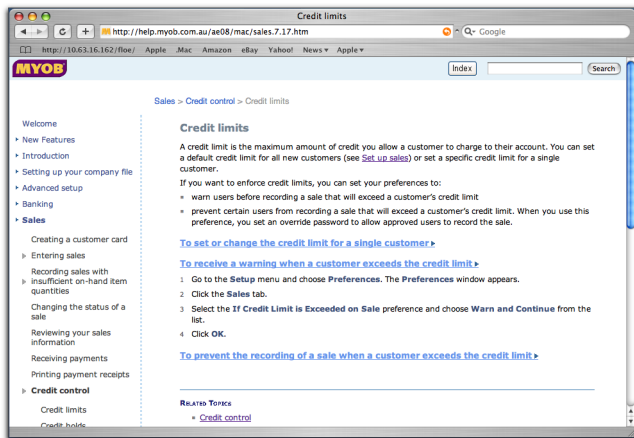 Credit limits
http://help.myob.com.au/ae08/mac/sales.7.17.htm
Google
http://10.63.16.162/floe/ Apple .Mac Amazon eBay Yahoo! News Apple
MYOB
Index
Search
Sales > Credit control > Credit limits
Welcome
New Features
Introduction
Setting up your company file
Advanced setup
Banking
Sales
Creating a customer card
Entering sales
Recording sales with
insufficient on-hand item
quantities
Changing the status of a
sale
Reviewing your sales
information
Receiving payments
Printing payment receipts
Credit control
Credit limits
Credit holds
Credit limits
A credit limit is the maximum amount of credit you allow a customer to charge to their account. You can set
a default credit limit for all new customers (see Set up sales) or set a specific credit limit for a single
customer.
If you want to enforce credit limits, you can set your preferences to:
warn users before recording a sale that will exceed a customer's credit limit
prevent certain users from recording a sale that will exceed a customer's credit limit. When you use this
preference, you set an override password to allow approved users to record the sale.
To set or change the credit limit for a single customer
To receive a warning when a customer exceeds the credit limit
1 Go to the Setup menu and choose Preferences. The Preferences window appears.
2 Click the Sales tab.
3 Select the If Credit Limit is Exceeded on Sale preference and choose Warn and Continue from the
list.
4 Click OK.
To prevent the recording of a sale when a customer exceeds the credit limit
RELATED TOPICS
Credit control